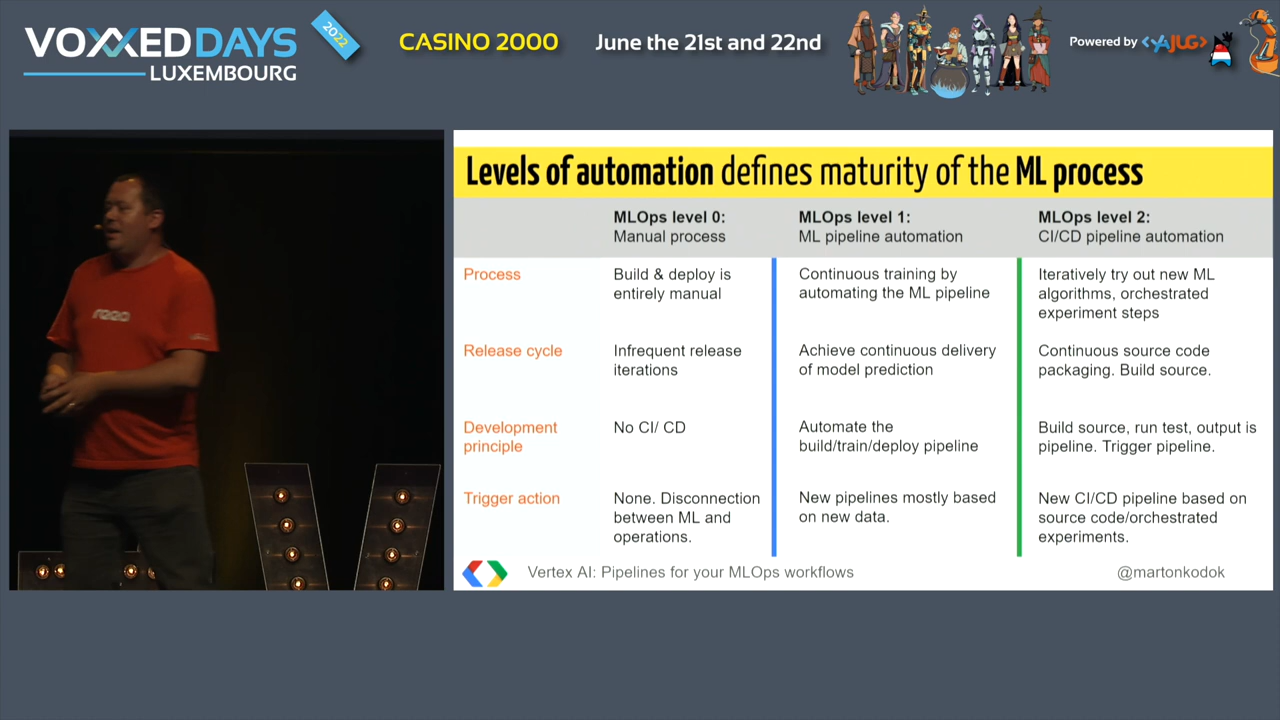 VOXXED DAYS
LUXEMBOURG
2022
CASINO 2000
June the 21st and 22nd
Powered by <YAJUG>
reea
Levels of automation defines maturity of the ML process
MLOps level 0:
Manual process
MLOps level 1:
ML pipeline automation
MLOps level 2:
CI/CD pipeline automation
Process
Build & deploy is
entirely manual
Continuous training by
automating the ML pipeline
Iteratively try out new ML
algorithms, orchestrated
experiment steps
Release cycle
Infrequent release
iterations
Achieve continuous delivery
of model prediction
Continuous source code
packaging. Build source.
Development
principle
No CI/ CD
Automate the
build/train/deploy pipeline
Build source, run test, output is
pipeline. Trigger pipeline.
Trigger action
None. Disconnection
between ML and
operations.
New pipelines mostly based
on new data.
New CI/CD pipeline based on
source code/orchestrated
experiments.
Vertex AI: Pipelines for your MLOps workflows
@martonkodok